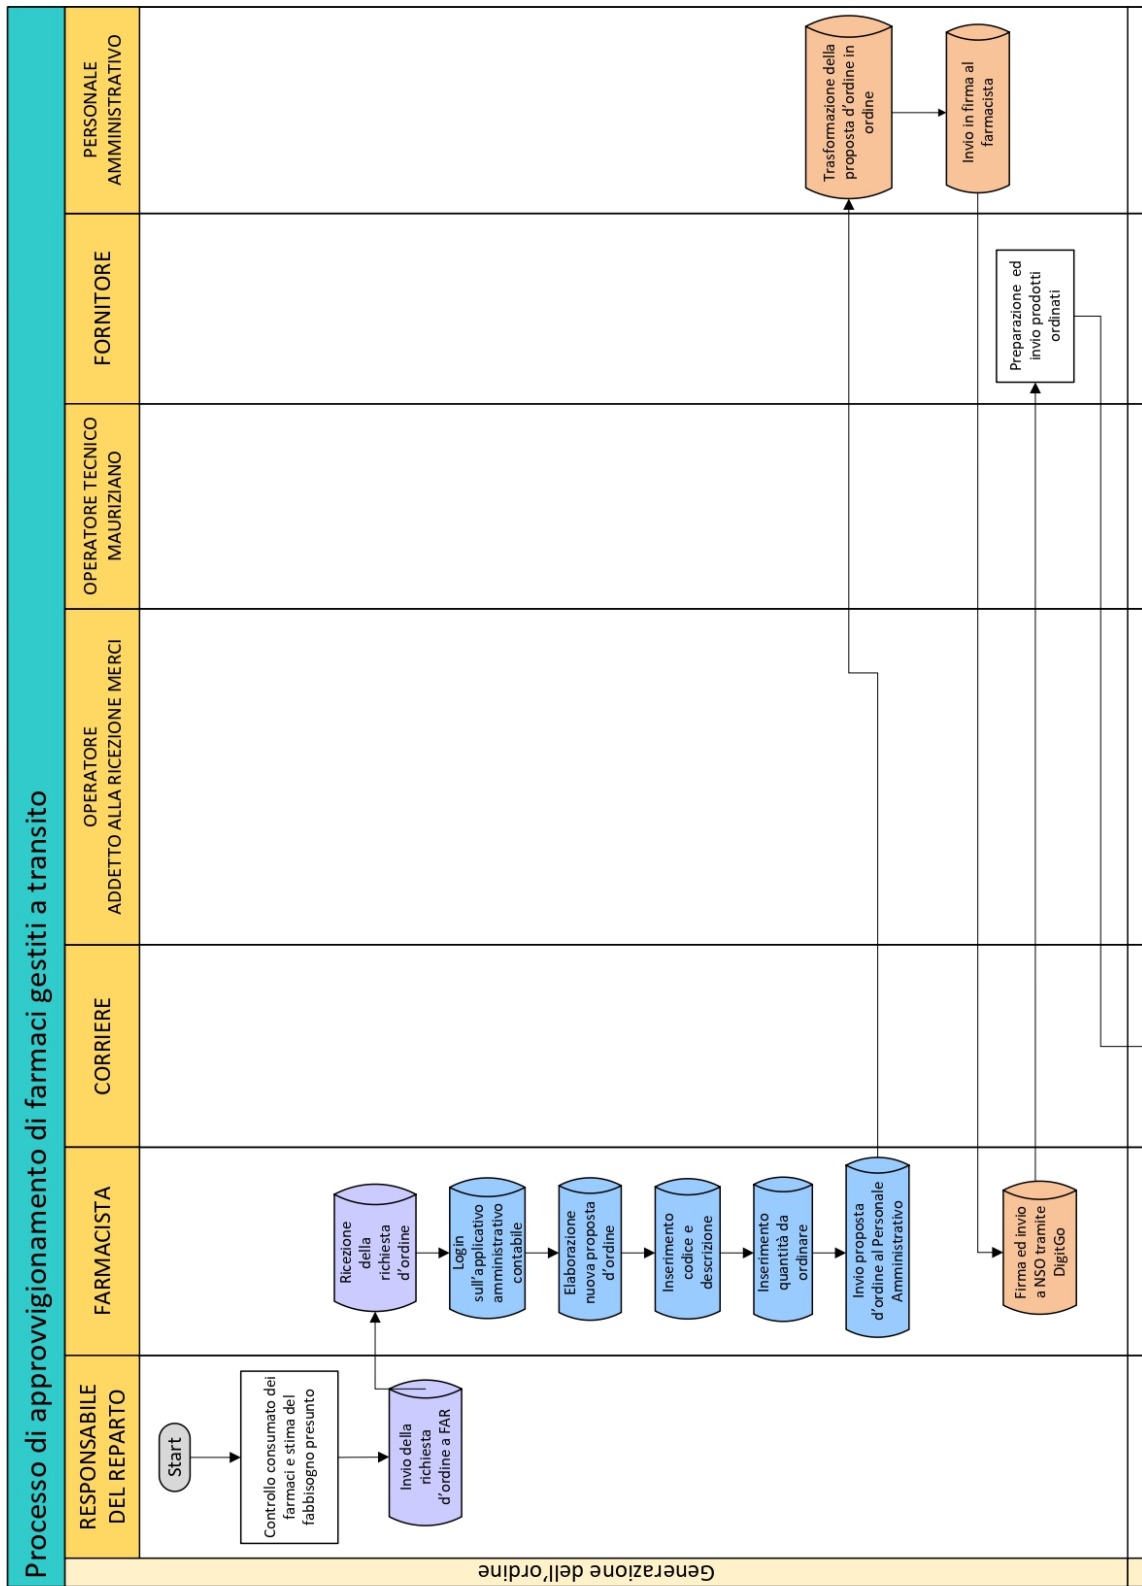 Processo di approvvigionamento di farmaci gestiti a transito
RESPONSABILE
DEL REPARTO
FARMACISTA
CORRIERE
OPERATORE
ADDETTO ALLA RICEZIONE MERCI
OPERATORE TECNICO
MAURIZIANO
FORNITORE
PERSONALE
AMMINISTRATIVO
Generazione dell'ordine
Start
Controllo consumato dei
farmaci e stima del
fabbisogno presunto
Invio della
richiesta
d'ordine a FAR
Ricezione
della
richiesta
d'ordine
Login
sull'applicativo
amministrativo
contabile
Elaborazione
nuova proposta
d'ordine
Inserimento
codice e
descrizione
Inserimento
quantità da
ordinare
Invio proposta
d'ordine al Personale
Amministrativo
Trasformazione della
proposta d'ordine in
ordine
Invio in firma al
farmacista
Firma ed invio
a NSO tramite
DigitGo
Preparazione ed
invio prodotti
ordinati